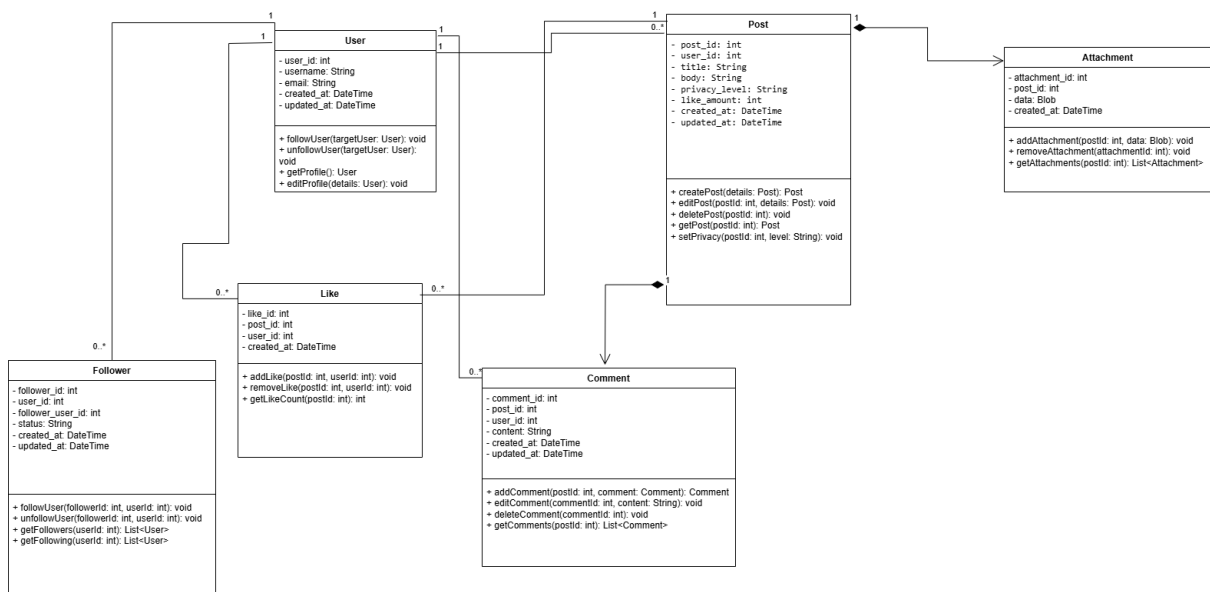 1
1
User
- user_id: int
- username: String
- email: String
- created_at: DateTime
- updated_at: DateTime
+ followUser(targetUser: User): void
+ unfollowUser(targetUser: User):
void
+ getProfile(): User
+ editProfile(details: User): void
1
1
1
0..*
Post
- post_id: int
- user_id: int
- title: String
- body: String
- privacy_level: String
- like_amount: int
- created_at: DateTime
- updated_at: DateTime
+ createPost(details: Post): Post
+ editPost(postId: int, details: Post): void
+ deletePost(postId: int): void
+ getPost(postId: int): Post
+ setPrivacy(postId: int, level: String): void
1
1
Attachment
- attachment_id: int
- post_id: int
- data: Blob
- created_at: DateTime
+ addAttachment(postId: int, data: Blob): void
+ removeAttachment(attachmentId: int): void
+ getAttachments(postId: int): List<Attachment>
0..*
Like
0..*
- like_id: int
- post_id: int
- user_id: int
- created_at: DateTime
+ addLike(postId: int, userId: int): void
+ removeLike(postId: int, userId: int): void
+ getLikeCount(postId: int): int
0..*
Follower
- follower_id: int
- user_id: int
- follower_user_id: int
- status: String
- created_at: DateTime
- updated_at: DateTime
+ followUser(followerId: int, userId: int): void
+ unfollowUser(followerId: int, userId: int): void
+ getFollowers(userId: int): List<User>
+ getFollowing(userId: int): List<User>
0..*
Comment
- comment_id: int
- post_id: int
- user_id: int
- content: String
- created_at: DateTime
- updated_at: DateTime
+ addComment(postId: int, comment: Comment): Comment
+ editComment(commentId: int, content: String): void
+ deleteComment(commentId: int): void
+ getComments(postId: int): List<Comment>